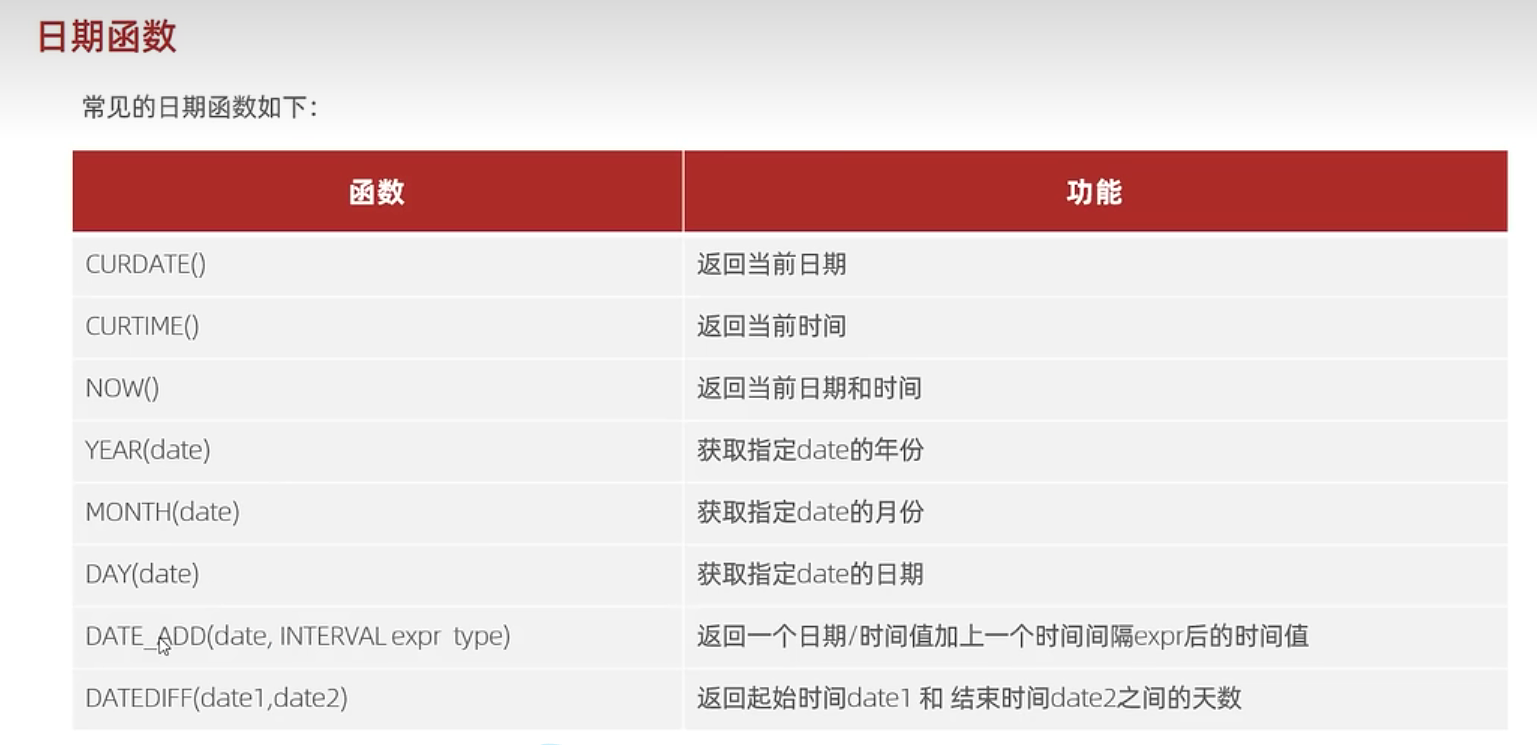 日期函数
常见的日期函数如下：
函数 功能
CURDATE() 返回当前日期
CURTIME() 返回当前时间
NOW() 返回当前日期和时间
YEAR(date) 获取指定date的年份
MONTH(date) 获取指定date的月份
DAY(date) 获取指定date的日期
DATE_ADD(date, INTERVAL expr type) 返回一个日期/时间值加上一个时间间隔expr后的时间值
DATEDIFF(date1,date2) 返回起始时间date1 和 结束时间date2之间的天数